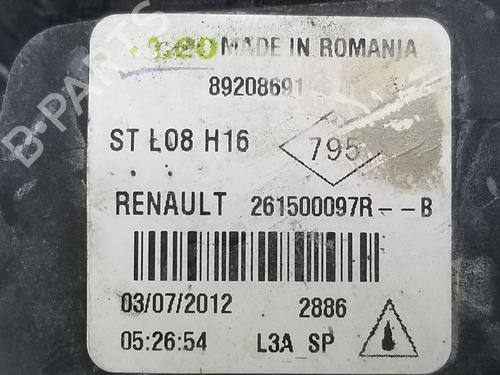 MADE IN ROMANIA
89208691
ST L08 H16
795
RENAULT 261500097R--B
03/07/2012 2886
05:26:54 L3A SP
B-PARTS